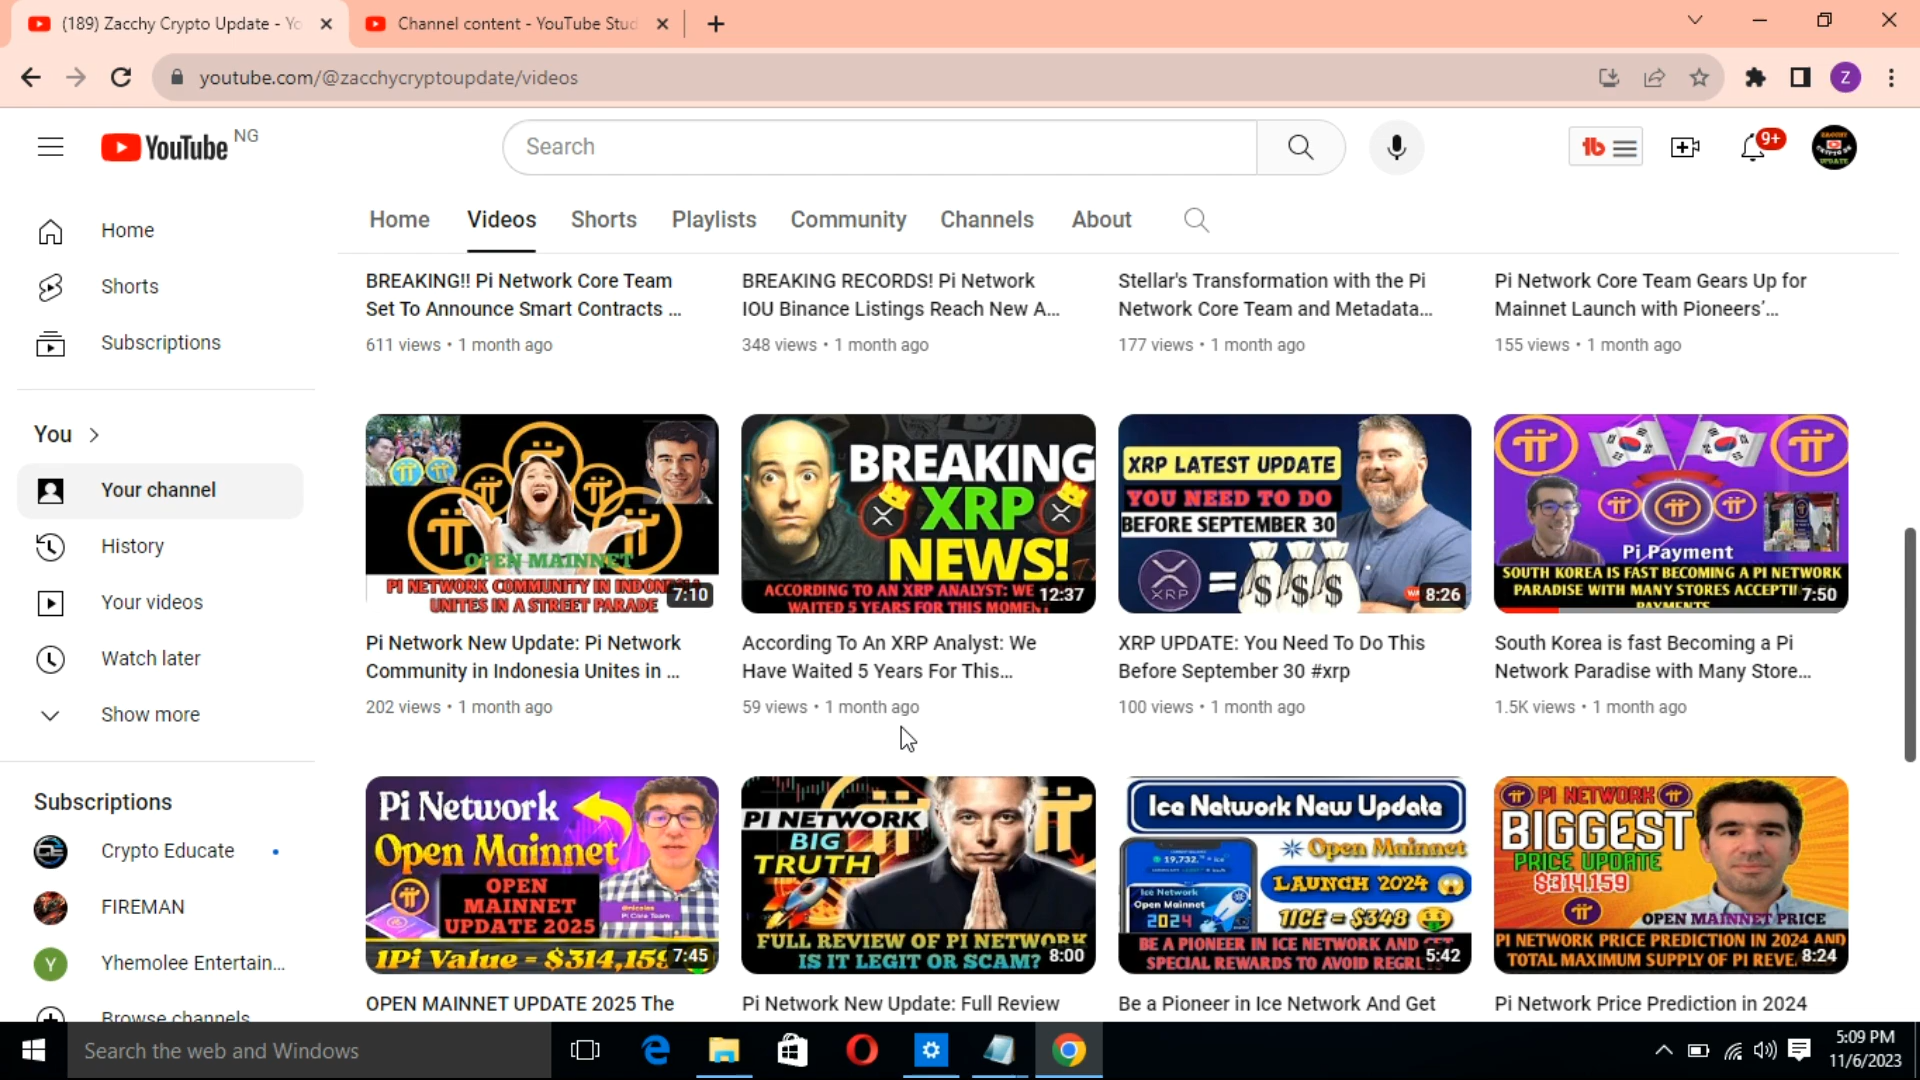 (189) Zacchy Crypto Update - Yo
Channel content - YouTube Stud
youtube.com/@zacchycryptoupdate/videos
Z
YouTube NG
Search
9+
Home
Videos
Shorts
Playlists
Community
Channels
About
Home
Shorts
Subscriptions
You
Your channel
History
Your videos
Watch later
Show more
Subscriptions
Crypto Educate
FIREMAN
Y
Yhemolee Entertain...
Browse channels
BREAKING!! Pi Network Core Team
Set To Announce Smart Contracts ...
611 views • 1 month ago
BREAKING RECORDS! Pi Network
IOU Binance Listings Reach New A...
348 views • 1 month ago
Stellar's Transformation with the Pi
Network Core Team and Metadata...
177 views • 1 month ago
Pi Network Core Team Gears Up for
Mainnet Launch with Pioneers’...
155 views • 1 month ago
OPEN MAINNET
PI NETWORK COMMUNITY IN INDONESIA
UNITES IN A STREET PARADE
7:10
Pi Network New Update: Pi Network
Community in Indonesia Unites in ...
202 views • 1 month ago
BREAKING
XRP
NEWS!
ACCORDING TO AN XRP ANALYST: WE
WAITED 5 YEARS FOR THIS MOMENT
12:37
According To An XRP Analyst: We
Have Waited 5 Years For This...
59 views • 1 month ago
XRP LATEST UPDATE
YOU NEED TO DO
BEFORE SEPTEMBER 30
XRP
= $ $ $
8:26
XRP UPDATE: You Need To Do This
Before September 30 #xrp
100 views • 1 month ago
Pi Payment
SOUTH KOREA IS FAST BECOMING A PI NETWORK
PARADISE WITH MANY STORES ACCEPTI
PAYMENTS
7:50
South Korea is fast Becoming a Pi
Network Paradise with Many Store...
1.5K views • 1 month ago
Pi Network
Open Mainnet
OPEN
MAINNET
UPDATE 2025
1Pi Value = $314,159
7:45
OPEN MAINNET UPDATE 2025 The
PI NETWORK
BIG
TRUTH
FULL REVIEW OF PI NETWORK
IS IT LEGIT OR SCAM?
8:00
Pi Network New Update: Full Review
Ice Network New Update
19,732.
Ice Network
Open Mainnet
2024
Open Mainnet
LAUNCH 2024
1ICE = $348
BE A PIONEER IN ICE NETWORK AND GET
SPECIAL REWARDS TO AVOID REGR
5:42
Be a Pioneer in Ice Network And Get
PI NETWORK
BIGGEST
PRICE UPDATE
$314,159
OPEN MAINNET PRICE
PI NETWORK PRICE PREDICTION IN 2024 AND
TOTAL MAXIMUM SUPPLY OF PI REVE
8:24
Pi Network Price Prediction in 2024
Search the web and Windows
5:09 PM
11/6/2023